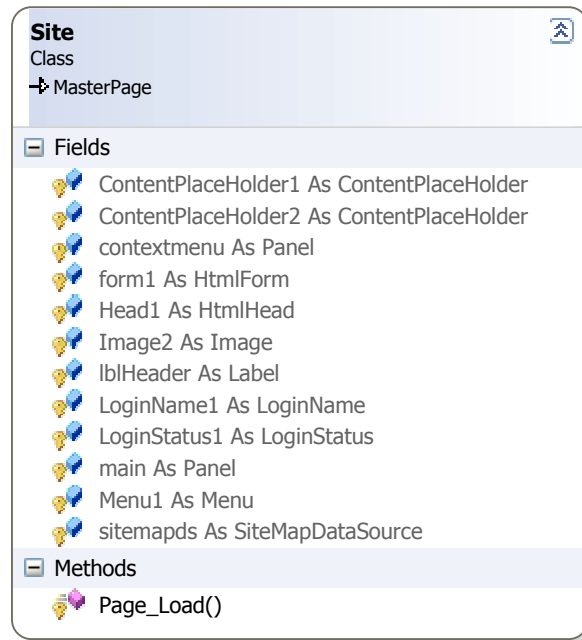 Site
Class
MasterPage
Fields
ContentPlaceHolder1 As ContentPlaceHolder
ContentPlaceHolder2 As ContentPlaceHolder
contextmenu As Panel
form1 As HtmlForm
Head1 As HtmlHead
Image2 As Image
lblHeader As Label
LoginName1 As LoginName
LoginStatus1 As LoginStatus
main As Panel
Menu1 As Menu
sitemapds As SiteMapDataSource
Methods
Page_Load()